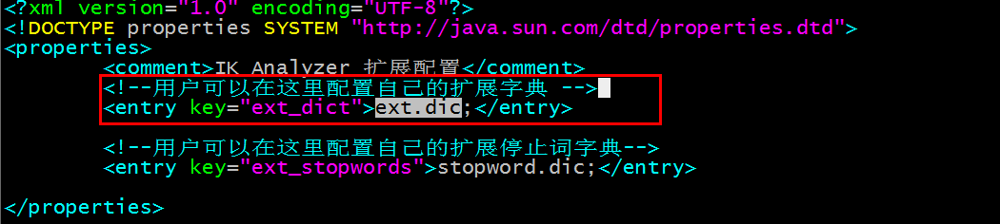 <?xml version="1.0" encoding="UTF-8"?>
<!DOCTYPE properties SYSTEM "http://java.sun.com/dtd/properties.dtd">
<properties>
<comment>IK Analyzer 扩展配置</comment>
<!--用户可以在这里配置自己的扩展字典 -->
<entry key="ext_dict">ext.dic;</entry>
<!--用户可以在这里配置自己的扩展停止词字典-->
<entry key="ext_stopwords">stopword.dic;</entry>
</properties>